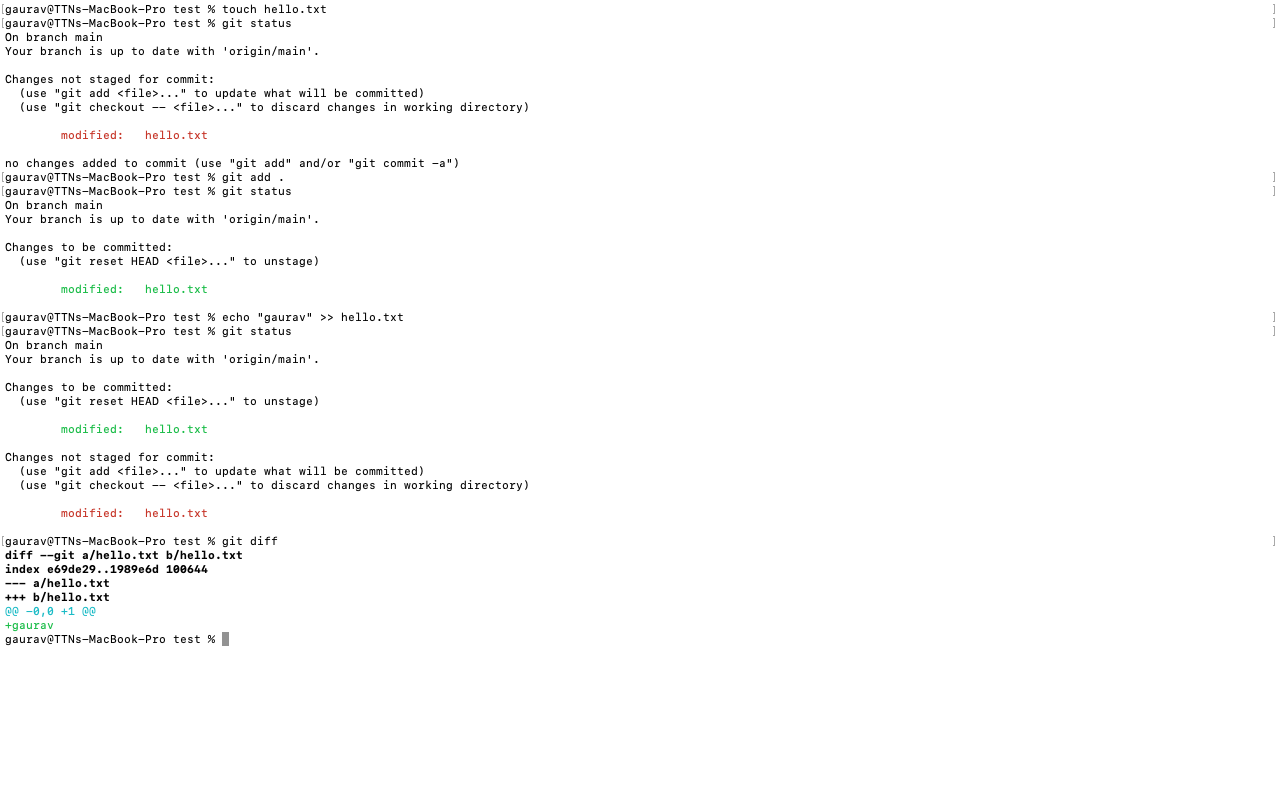 [gaurav@TTNs-MacBook-Pro test % touch hello.txt ]
[gaurav@TTNs-MacBook-Pro test % git status ]
On branch main
Your branch is up to date with 'origin/main'.
Changes not staged for commit:
  (use "git add <file>..." to update what will be committed)
  (use "git checkout -- <file>..." to discard changes in working directory)
        modified:   hello.txt
no changes added to commit (use "git add" and/or "git commit -a")
[gaurav@TTNs-MacBook-Pro test % git add . ]
[gaurav@TTNs-MacBook-Pro test % git status ]
On branch main
Your branch is up to date with 'origin/main'.
Changes to be committed:
  (use "git reset HEAD <file>..." to unstage)
        modified:   hello.txt
[gaurav@TTNs-MacBook-Pro test % echo "gaurav" >> hello.txt ]
[gaurav@TTNs-MacBook-Pro test % git status ]
On branch main
Your branch is up to date with 'origin/main'.
Changes to be committed:
  (use "git reset HEAD <file>..." to unstage)
        modified:   hello.txt
Changes not staged for commit:
  (use "git add <file>..." to update what will be committed)
  (use "git checkout -- <file>..." to discard changes in working directory)
        modified:   hello.txt
[gaurav@TTNs-MacBook-Pro test % git diff ]
diff --git a/hello.txt b/hello.txt
index e69de29..1989e6d 100644
--- a/hello.txt
+++ b/hello.txt
@@ -0,0 +1 @@
+gaurav
gaurav@TTNs-MacBook-Pro test %